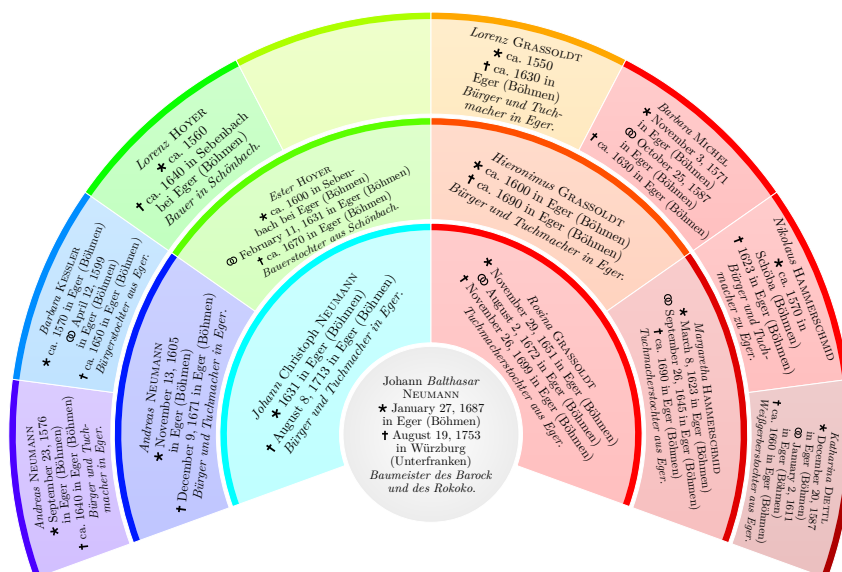 Johann Balthasar
NEUMANN
* January 27, 1687
in Eger (Böhmen)
✝ August 19, 1753
in Würzburg
(Unterfranken)
Baumeister des Barock
und des Rokoko.
Johann Christoph NEUMANN
* 1631 in Eger (Böhmen)
✝ August 8, 1713 in Eger (Böhmen)
Bürger und Tuchmacher in Eger.
Rosina GRASSOLDT
* November 29, 1651 in Eger (Böhmen)
⚭ August 2, 1672 in Eger (Böhmen)
✝ November 26, 1699 in Eger (Böhmen)
Tuchmacherstochter aus Eger.
Andreas NEUMANN
* November 13, 1605
in Eger (Böhmen)
✝ December 9, 1671 in Eger (Böhmen)
Bürger und Tuchmacher in Eger.
Ester HOYER
* ca. 1600 in Seben-
bach bei Eger (Böhmen)
⚭ February 11, 1631 in Eger (Böhmen)
✝ ca. 1670 in Eger (Böhmen)
Bauerstochter aus Schönbach.
Hieronimus GRASSOLDT
* ca. 1600 in Eger (Böhmen)
✝ ca. 1690 in Eger (Böhmen)
Bürger und Tuchmacher in Eger.
Margaretha HAMMERSCHMID
* March 8, 1623 in Eger (Böhmen)
⚭ September 26, 1645 in Eger (Böhmen)
✝ ca. 1690 in Eger (Böhmen)
Tuchmacherstochter aus Eger.
Andreas NEUMANN
* September 23, 1576
in Eger (Böhmen)
✝ ca. 1640 in Eger (Böhmen)
Bürger und Tuch-
macher in Eger.
Barbara KESSLER
* ca. 1570 in Eger (Böhmen)
⚭ April 12, 1599
in Eger (Böhmen)
✝ ca. 1650 in Eger (Böhmen)
Bürgerstochter aus Eger.
Lorenz HOYER
* ca. 1560
✝ ca. 1640 in Sebenbach
bei Eger (Böhmen)
Bauer in Schönbach.
Lorenz GRASSOLDT
* ca. 1550
✝ ca. 1630 in
Eger (Böhmen)
Bürger und Tuch-
macher in Eger.
Barbara MICHEL
* November 3, 1571
in Eger (Böhmen)
⚭ October 25, 1587
in Eger (Böhmen)
✝ ca. 1630 in Eger (Böhmen)
Nikolaus HAMMERSCHMID
* ca. 1570 in
Schöba (Böhmen)
✝ 1623 in Eger (Böhmen)
Bürger und Tuch-
macher zu Eger.
Katharina DIETTL
* December 20, 1587
in Eger (Böhmen)
⚭ January 2, 1611
in Eger (Böhmen)
✝ ca. 1660 in Eger (Böhmen)
Weißgerberstochter aus Eger.